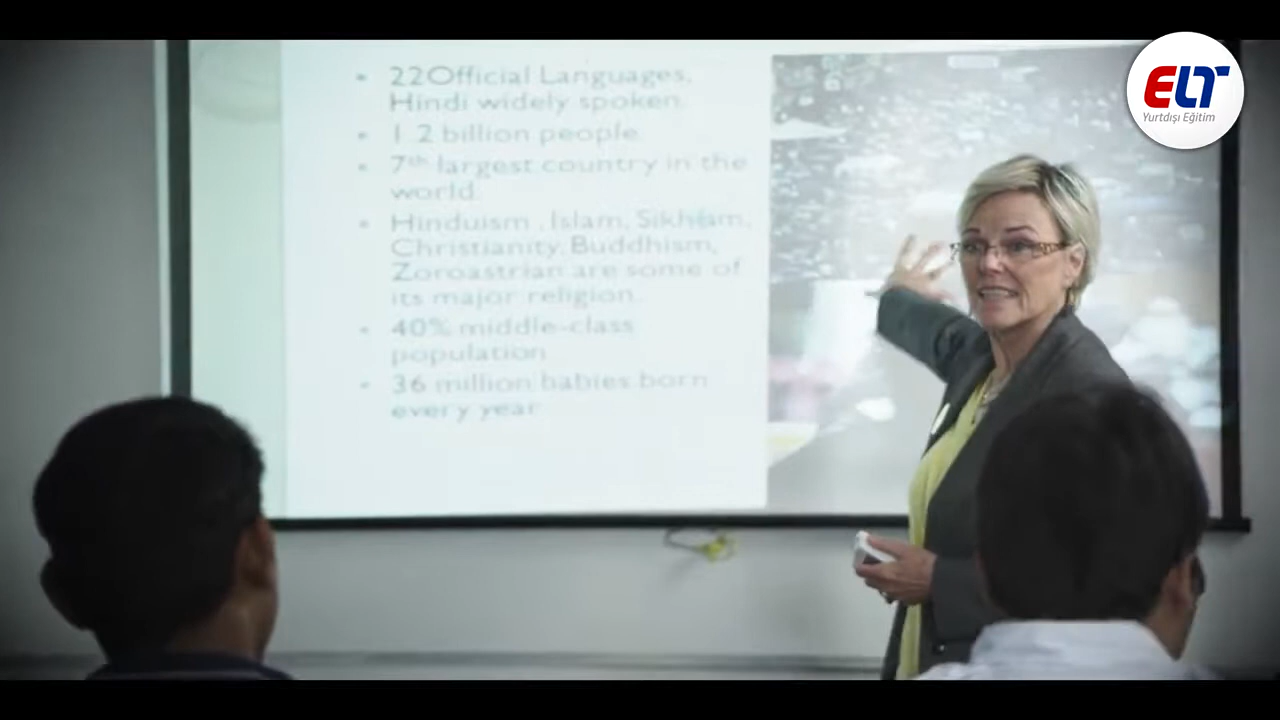 22Official Languages,
Hindi widely spoken.
1 2 billion people
7th largest country in the
world.
Hinduism , Islam, Sikhism,
Christianity, Buddhism,
Zoroastrian are some of
its major religion.
40% middle-class
population
36 million babies born
every year
ELT
Yurtdışı Eğitim